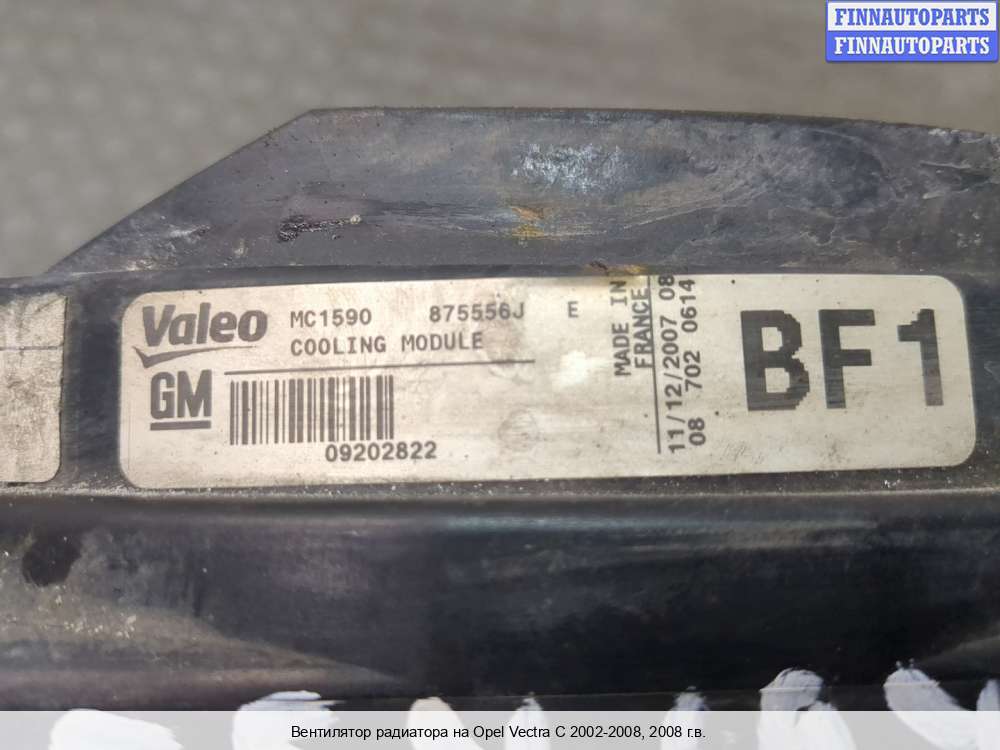 FINNAUTOPARTS
FINNAUTOPARTS
Valeo MC1590 875556J E
COOLING MODULE
GM
09202822
MADE IN
FRANCE
11/12/2007 08
08 702 0614
BF1
Вентилятор радиатора на Opel Vectra C 2002-2008, 2008 г.в.